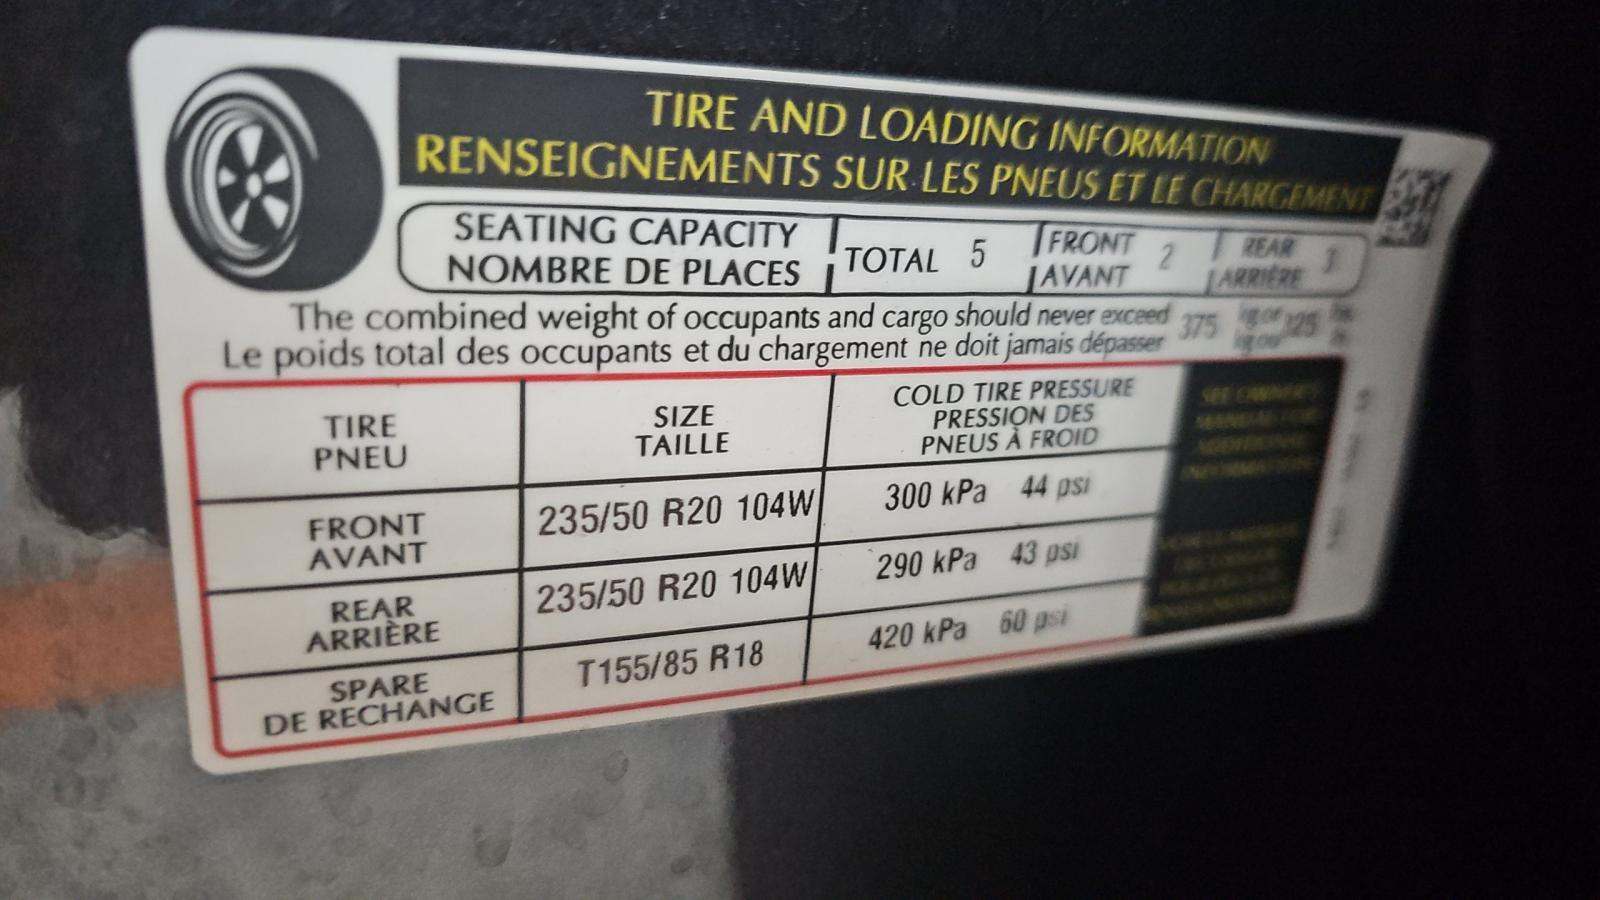 TIRE AND LOADING INFORMATION
RENSEIGNEMENTS SUR LES PNEUS ET LE CHARGEMENT
SEATING CAPACITY
NOMBRE DE PLACES
TOTAL 5
FRONT
AVANT
2
REAR
ARRIÈRE
3
The combined weight of occupants and cargo should never exceed 375
Le poids total des occupants et du chargement ne doit jamais dépasser
TIRE
PNEU
SIZE
TAILLE
COLD TIRE PRESSURE
PRESSION DES
PNEUS À FROID
FRONT
AVANT
235/50 R20 104W
300 kPa 44 psi
REAR
ARRIÈRE
235/50 R20 104W
290 kPa 43 psi
SPARE
DE RECHANGE
T155/85 R18
420 kPa 60 psi
SEE OWNER'S